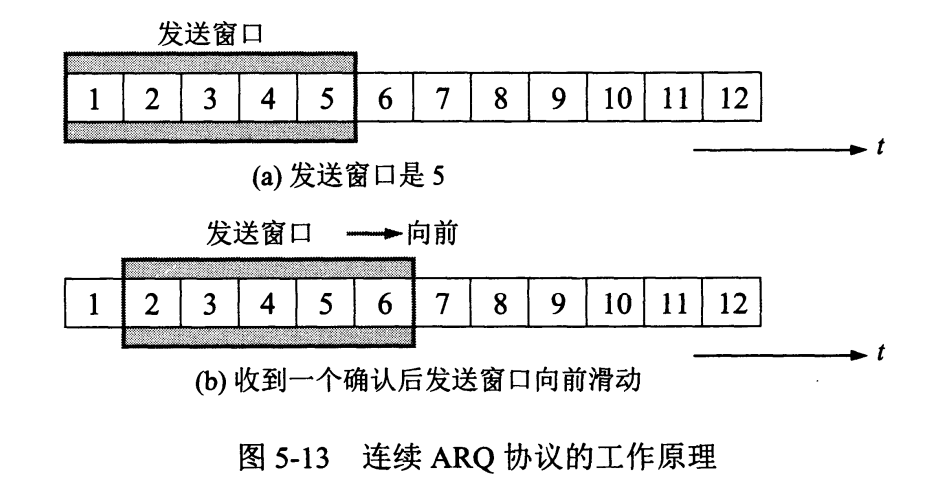 发送窗口
1 2 3 4 5 6 7 8 9 10 11 12
t
(a) 发送窗口是 5
发送窗口 向前
1 2 3 4 5 6 7 8 9 10 11 12
t
(b) 收到一个确认后发送窗口向前滑动
图 5-13 连续 ARQ 协议的工作原理